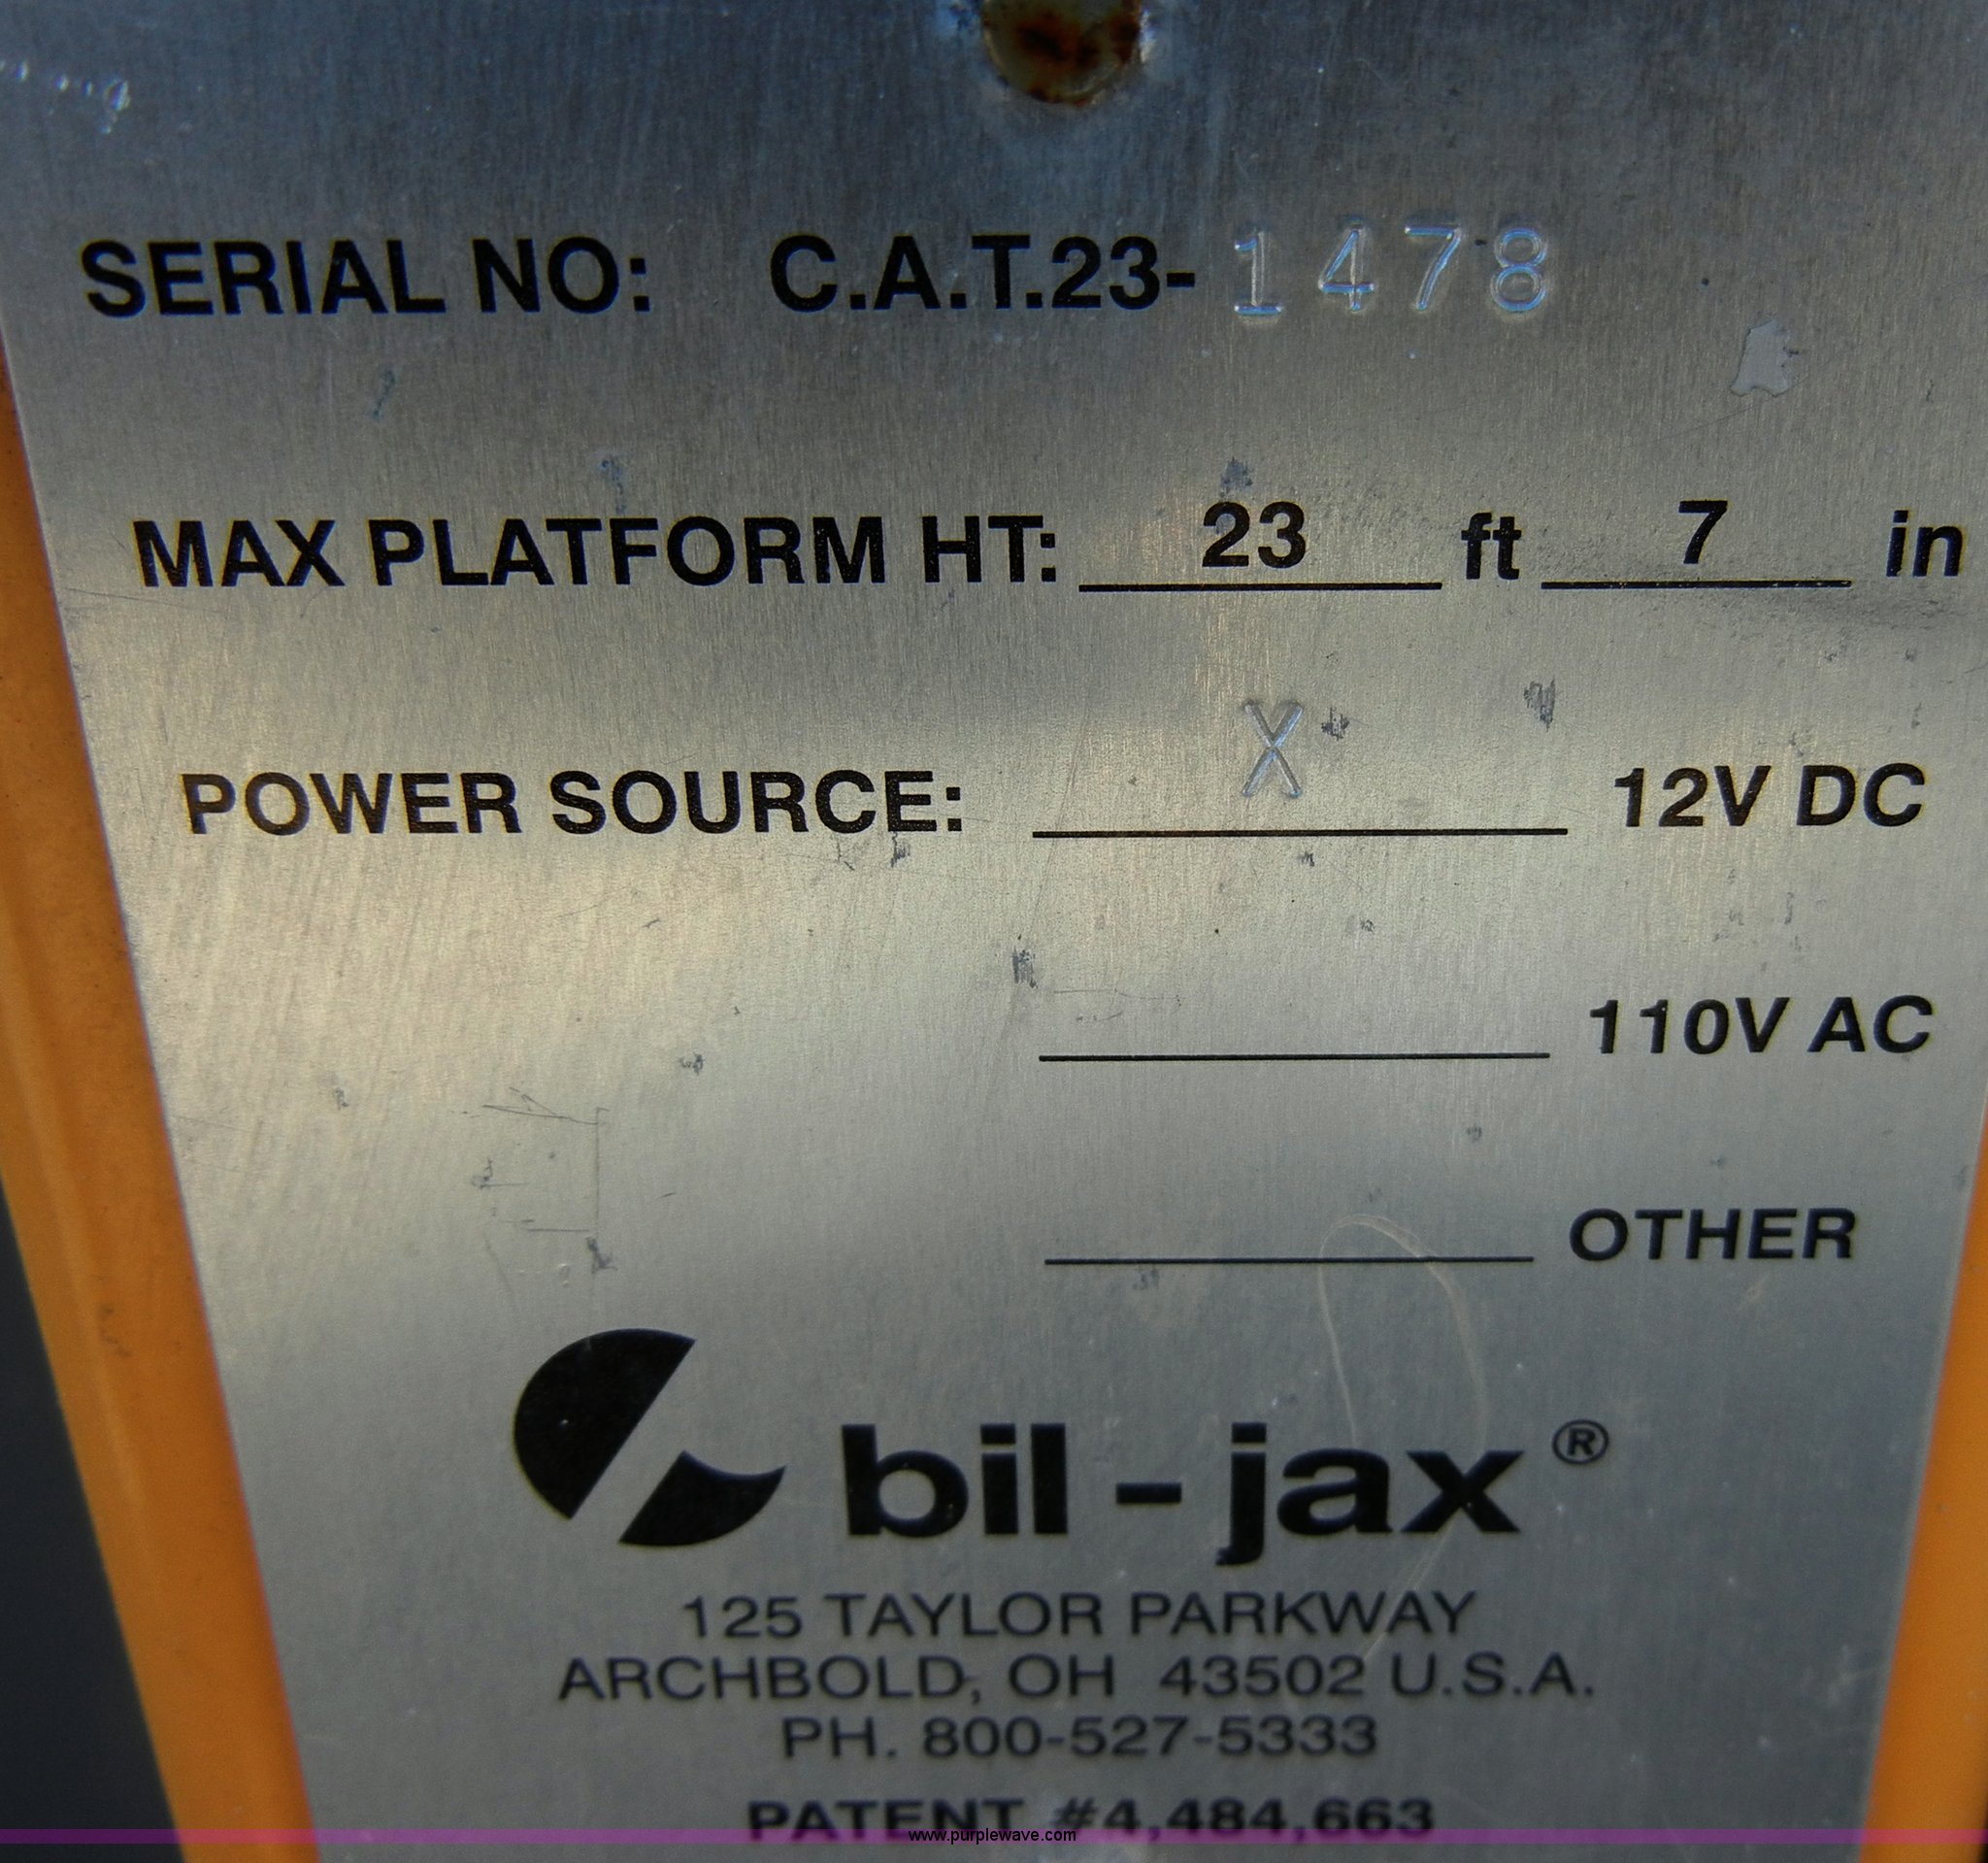 SERIAL NO: C.A.T.23-1478
MAX PLATFORM HT: 23 ft 7 in
POWER SOURCE: X 12V DC
110V AC
OTHER
bil-jax®
125 TAYLOR PARKWAY
ARCHBOLD, OH 43502 U.S.A.
PH. 800-527-5333
PATENT #4,484,663
www.purplewave.com